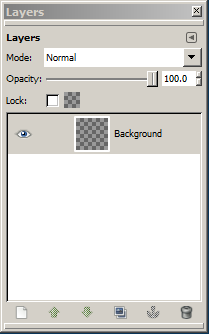 Layers
Layers
Mode: Normal
Opacity: 100.0
Lock:
Background